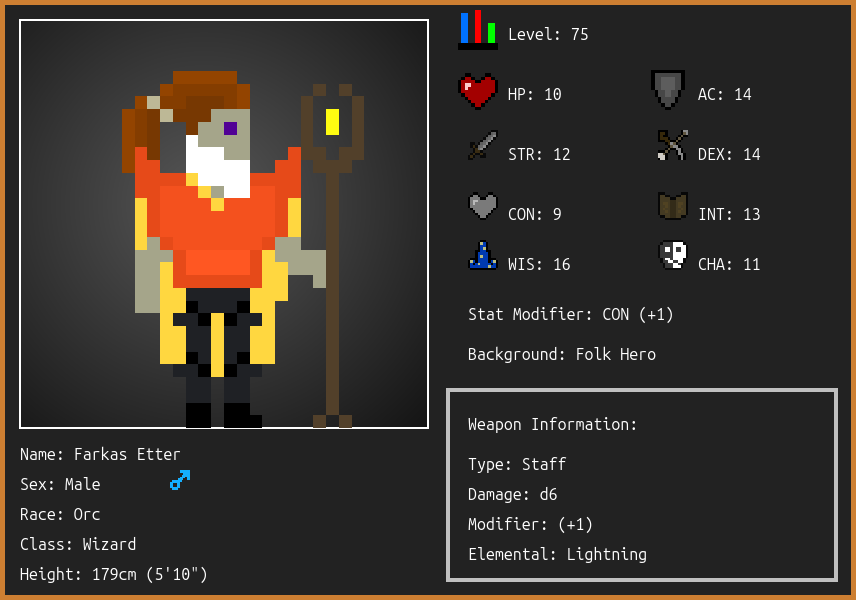 Level: 75
HP: 10
AC: 14
STR: 12
DEX: 14
CON: 9
INT: 13
WIS: 16
CHA: 11
Stat Modifier: CON (+1)
Background: Folk Hero
Weapon Information:
Type: Staff
Damage: d6
Modifier: (+1)
Elemental: Lightning
Name: Farkas Etter
Sex: Male
Race: Orc
Class: Wizard
Height: 179cm (5'10")